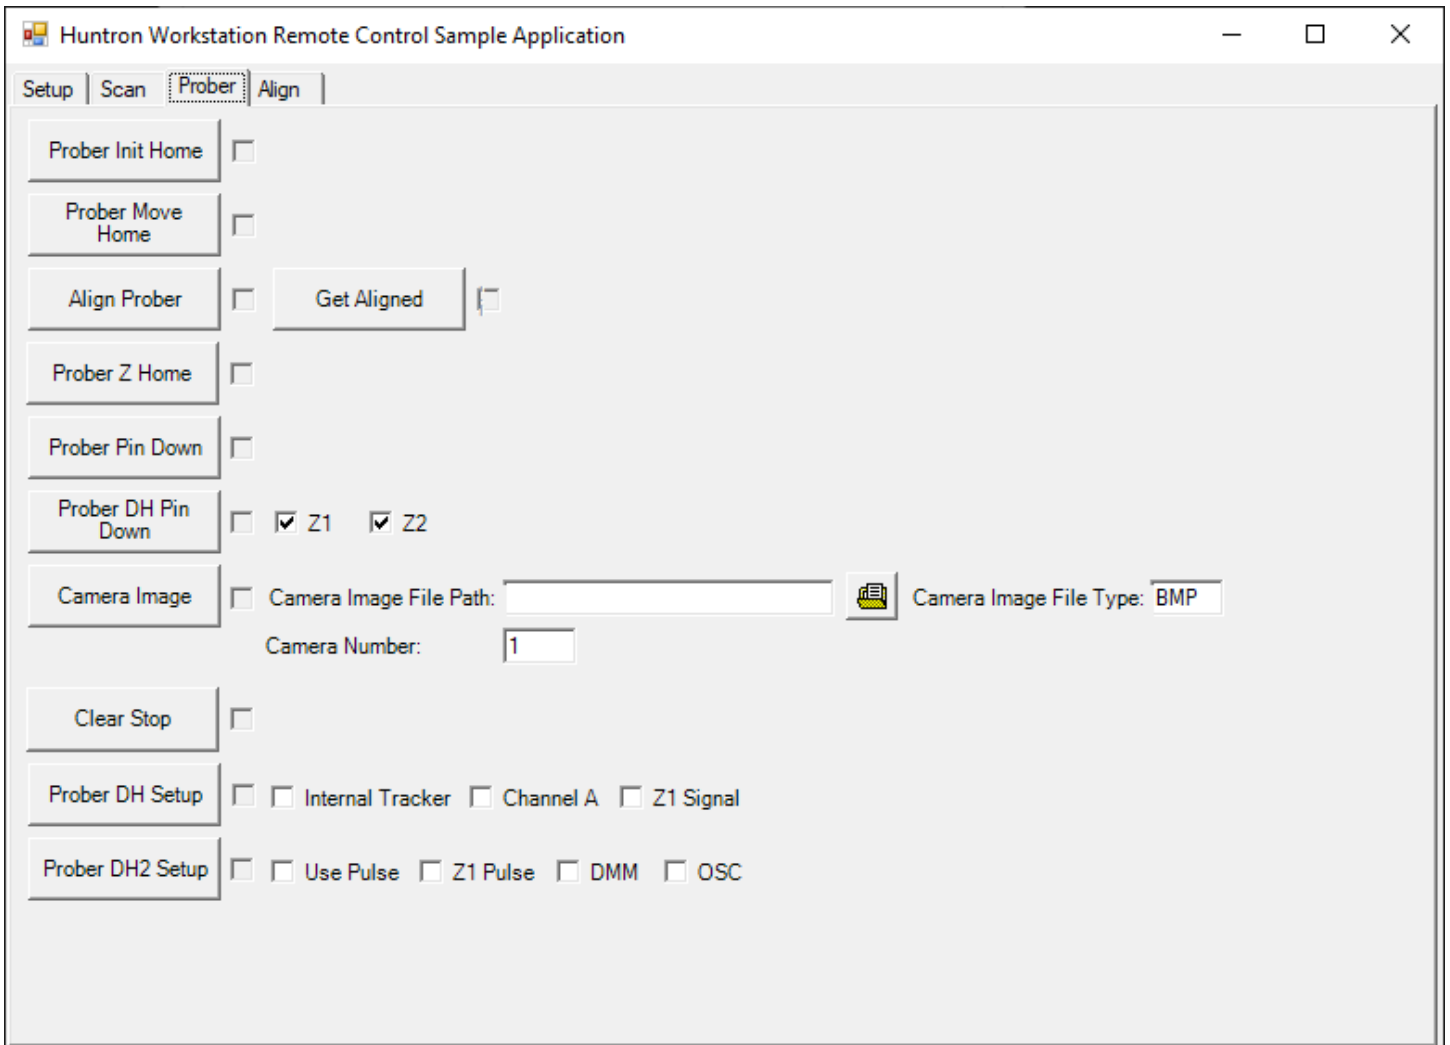 Huntron Workstation Remote Control Sample Application
Setup Scan Prober Align
Prober Init Home
Prober Move
Home
Align Prober Get Aligned
Prober Z Home
Prober Pin Down
Prober DH Pin
Down
Z1 Z2
Camera Image Camera Image File Path: Camera Image File Type: BMP
Camera Number: 1
Clear Stop
Prober DH Setup Internal Tracker Channel A Z1 Signal
Prober DH2 Setup Use Pulse Z1 Pulse DMM OSC